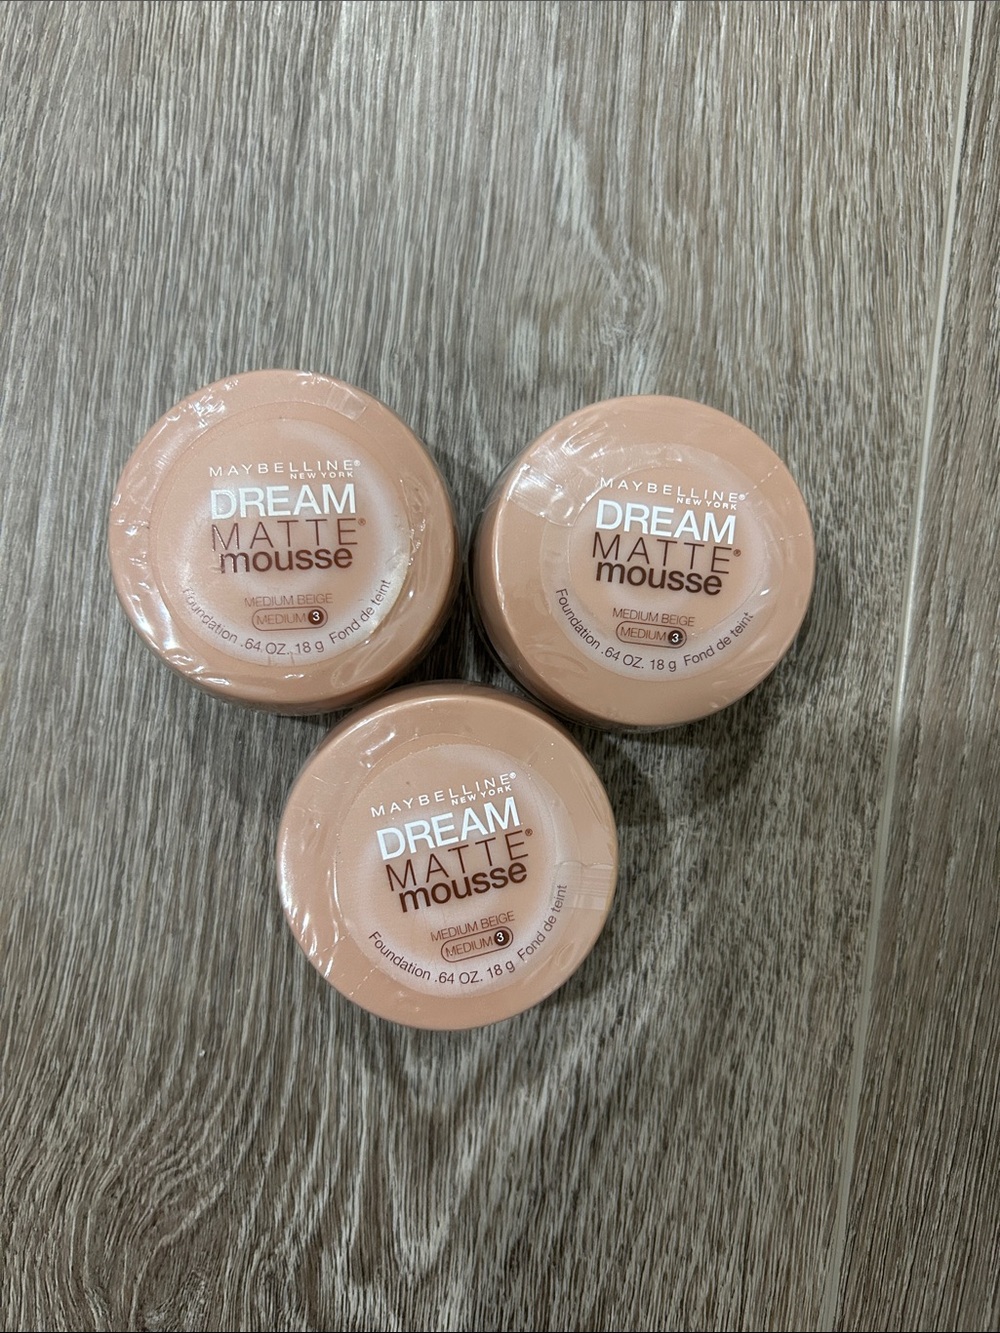 MAYBELLINE®
NEW YORK
DREAM
MATTE®
mousse
MEDIUM BEIGE
MEDIUM 3
Foundation .64 OZ. 18 g Fond de teint
MAYBELLINE®
NEW YORK
DREAM
MATTE®
mousse
MEDIUM BEIGE
MEDIUM 3
Foundation .64 OZ. 18 g Fond de teint
MAYBELLINE®
NEW YORK
DREAM
MATTE®
mousse
MEDIUM BEIGE
MEDIUM 3
Foundation .64 OZ. 18 g Fond de teint